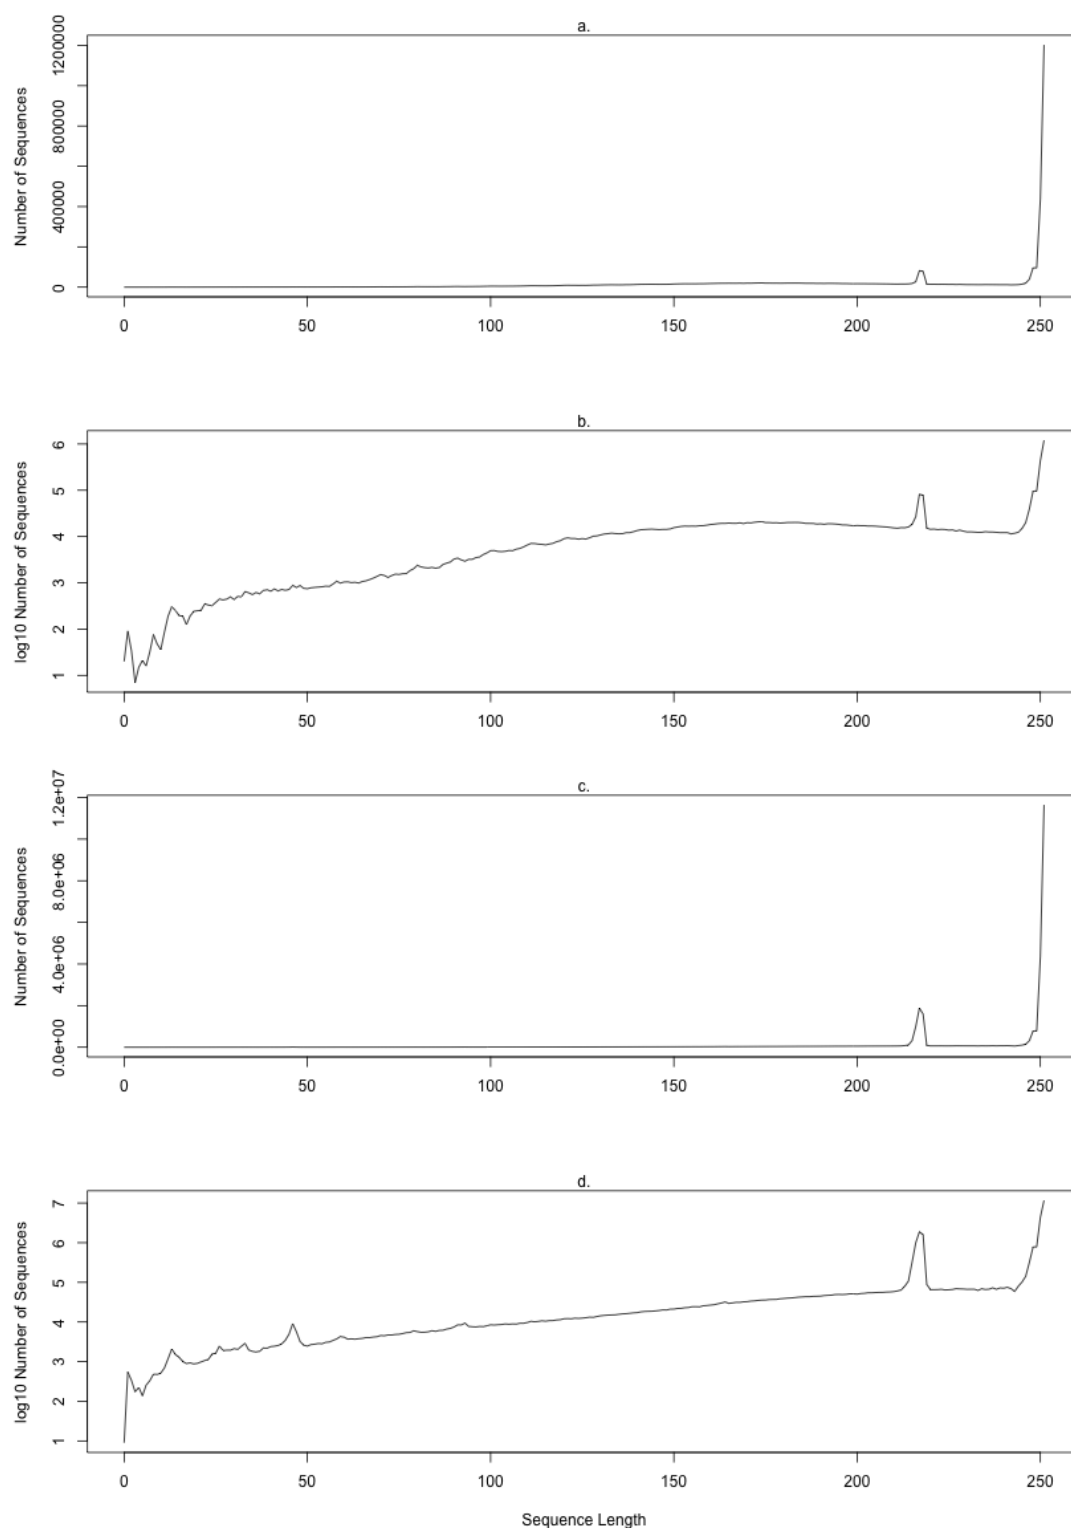 a.
Number of Sequences
1200000
800000
400000
0
0 50 100 150 200 250
b.
log10 Number of Sequences
6
5
4
3
2
1
0 50 100 150 200 250
c.
Number of Sequences
1.2e+07
8.0e+06
4.0e+06
0.0e+00
0 50 100 150 200 250
d.
log10 Number of Sequences
7
6
5
4
3
2
1
0 50 100 150 200 250
Sequence Length